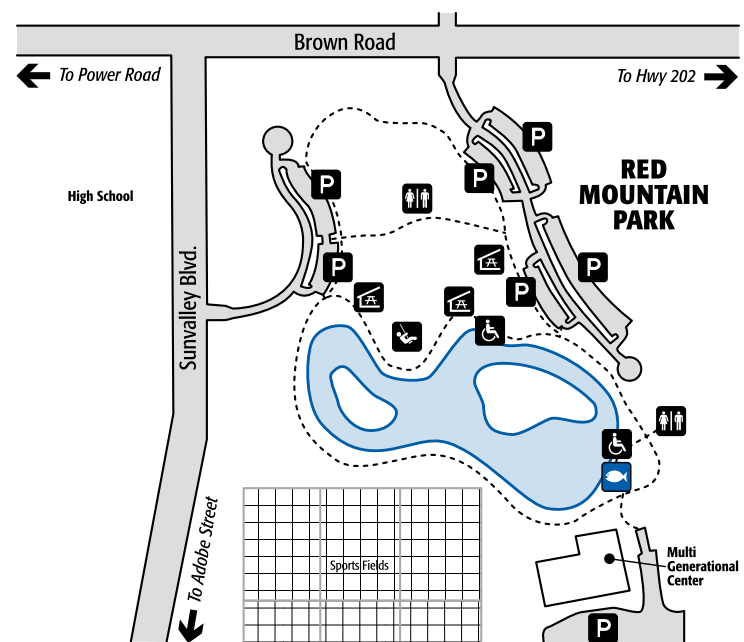 Brown Road
To Power Road
To Hwy 202
P
RED
MOUNTAIN
PARK
P
P
High School
P
P
P
Sunvalley Blvd.
To Adobe Street
Sports Fields
Multi
Generational
Center
P